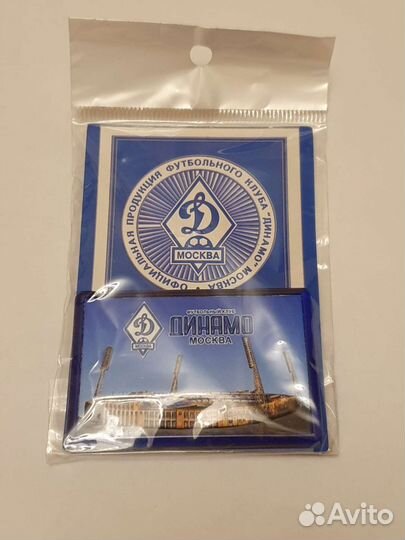 ОФИЦИАЛЬНАЯ ПРОДУКЦИЯ ФУТБОЛЬНОГО КЛУБА "ДИНАМО" МОСКВА •
Д
МОСКВА
Д
МОСКВА
ФУТБОЛЬНЫЙ КЛУБ
ДИНАМО
МОСКВА
Avito